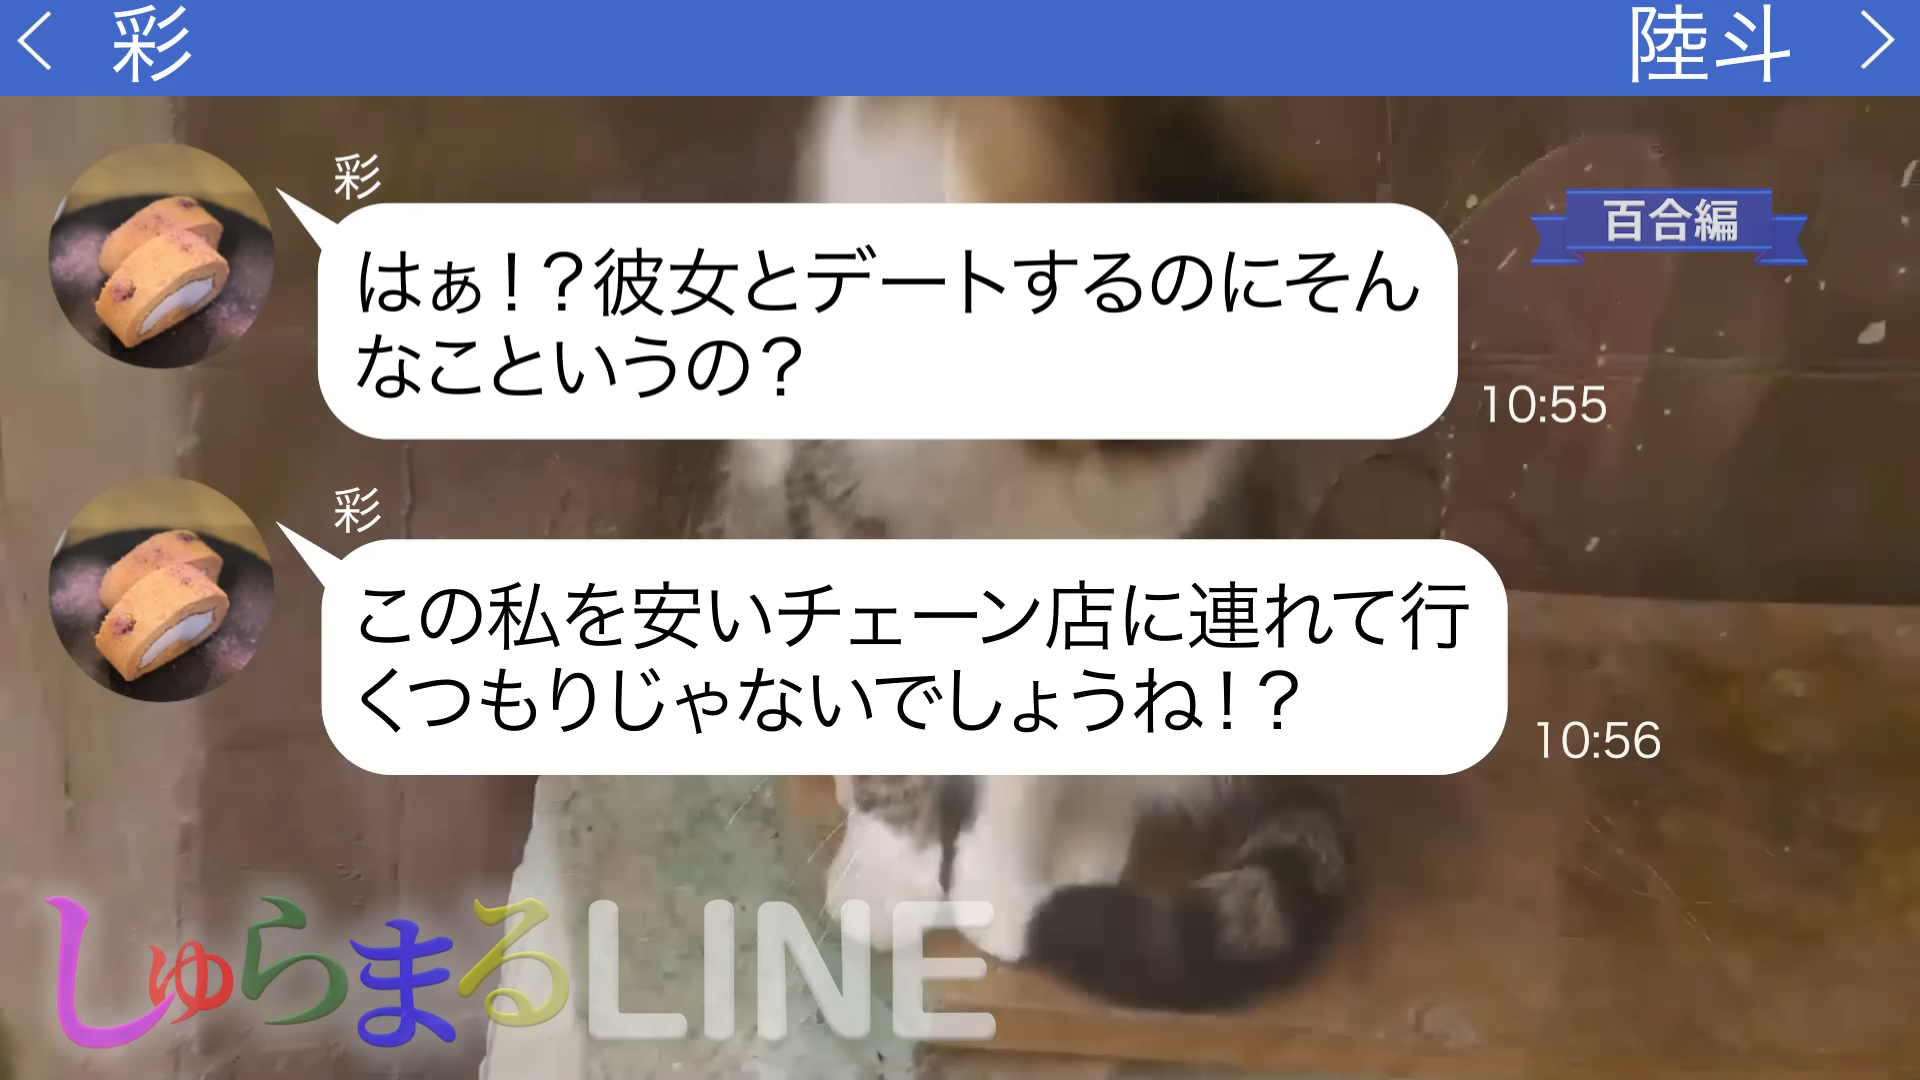 彩
陸斗
彩
百合編
はぁ！？彼女とデートするのにそん
なこというの？
10:55
彩
この私を安いチェーン店に連れて行
くつもりじゃないでしょうね！？
10:56
しゅらまるLINE